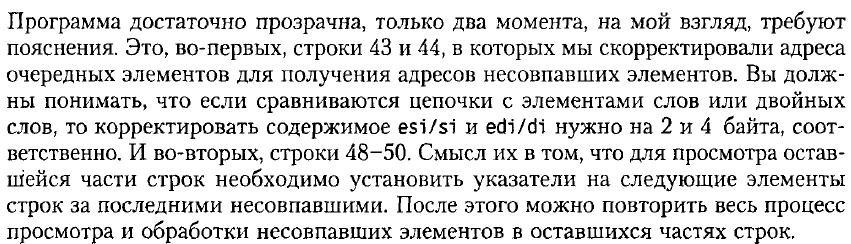 Программа достаточно прозрачна, только два момента, на мой взгляд, требуют
пояснения. Это, во-первых, строки 43 и 44, в которых мы скорректировали адреса
очередных элементов для получения адресов несовпавших элементов. Вы долж-
ны понимать, что если сравниваются цепочки с элементами слов или двойных
слов, то корректировать содержимое esi/si и edi/di нужно на 2 и 4 байта, соот-
ветственно. И во-вторых, строки 48–50. Смысл их в том, что для просмотра остав-
шейся части строк необходимо установить указатели на следующие элементы
строк за последними несовпавшими. После этого можно повторить весь процесс
просмотра и обработки несовпавших элементов в оставшихся частях строк.